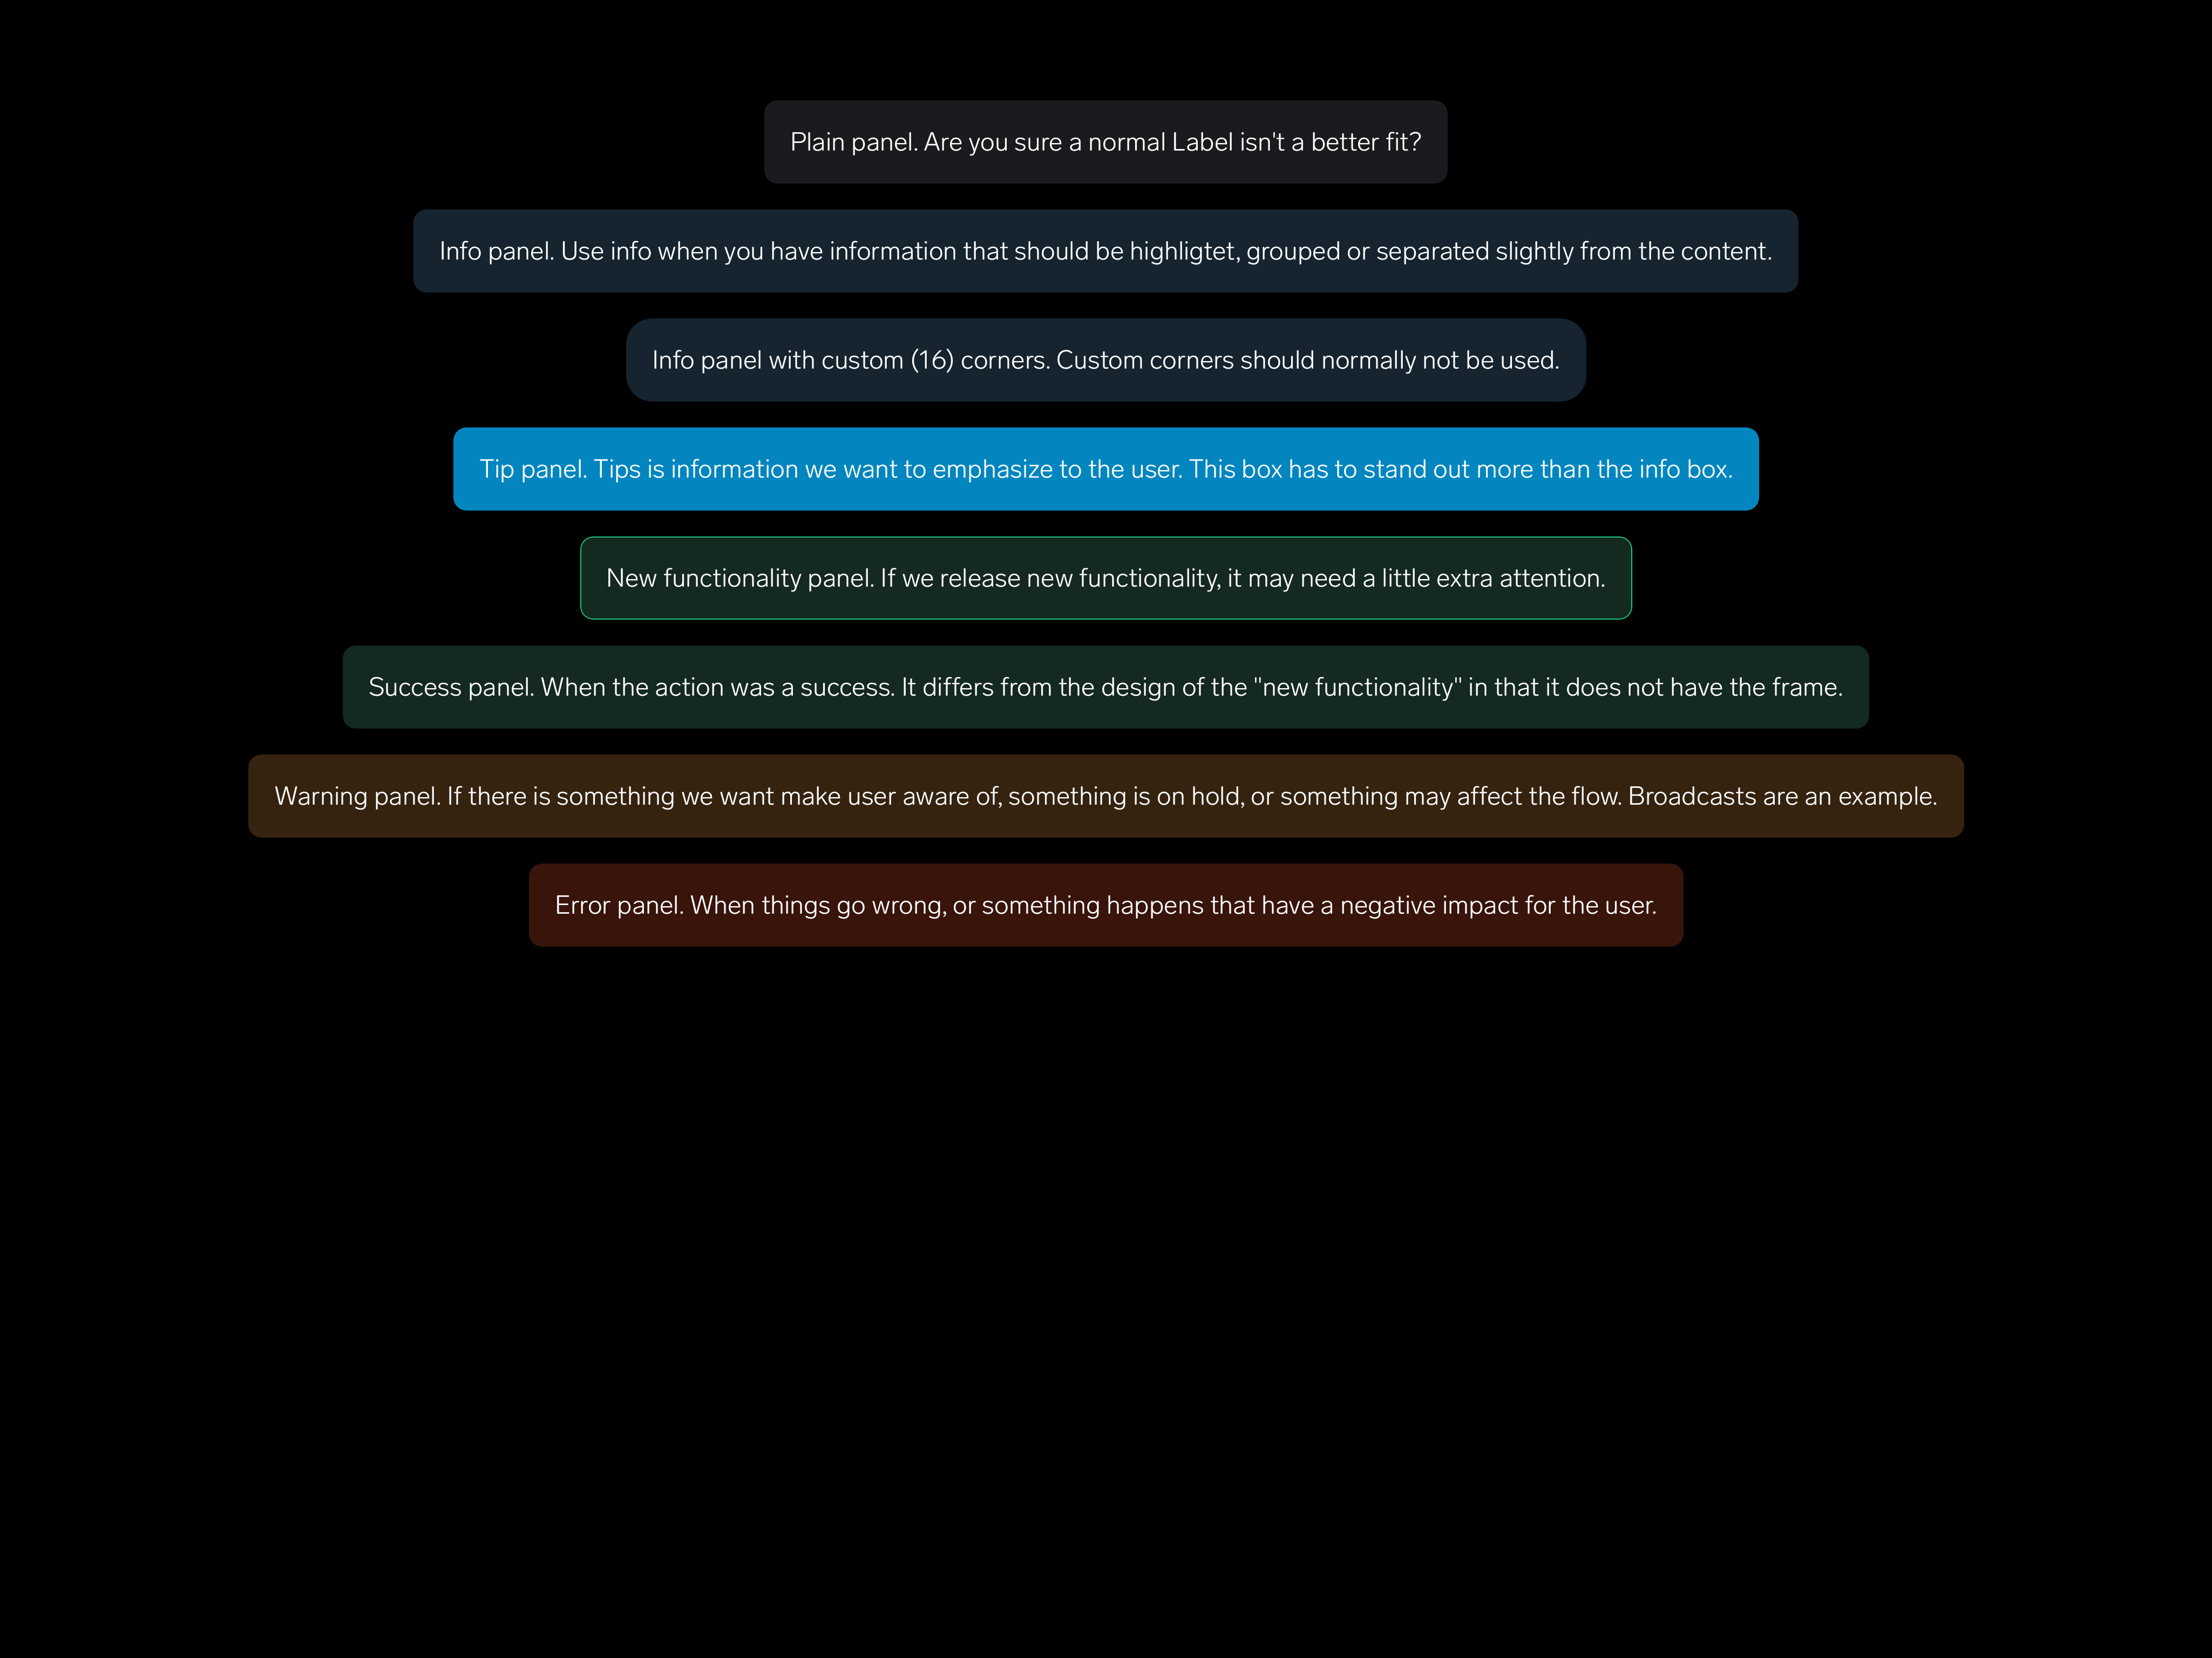 Plain panel. Are you sure a normal Label isn't a better fit?
Info panel. Use info when you have information that should be highligtet, grouped or separated slightly from the content.
Info panel with custom (16) corners. Custom corners should normally not be used.
Tip panel. Tips is information we want to emphasize to the user. This box has to stand out more than the info box.
New functionality panel. If we release new functionality, it may need a little extra attention.
Success panel. When the action was a success. It differs from the design of the "new functionality" in that it does not have the frame.
Warning panel. If there is something we want make user aware of, something is on hold, or something may affect the flow. Broadcasts are an example.
Error panel. When things go wrong, or something happens that have a negative impact for the user.